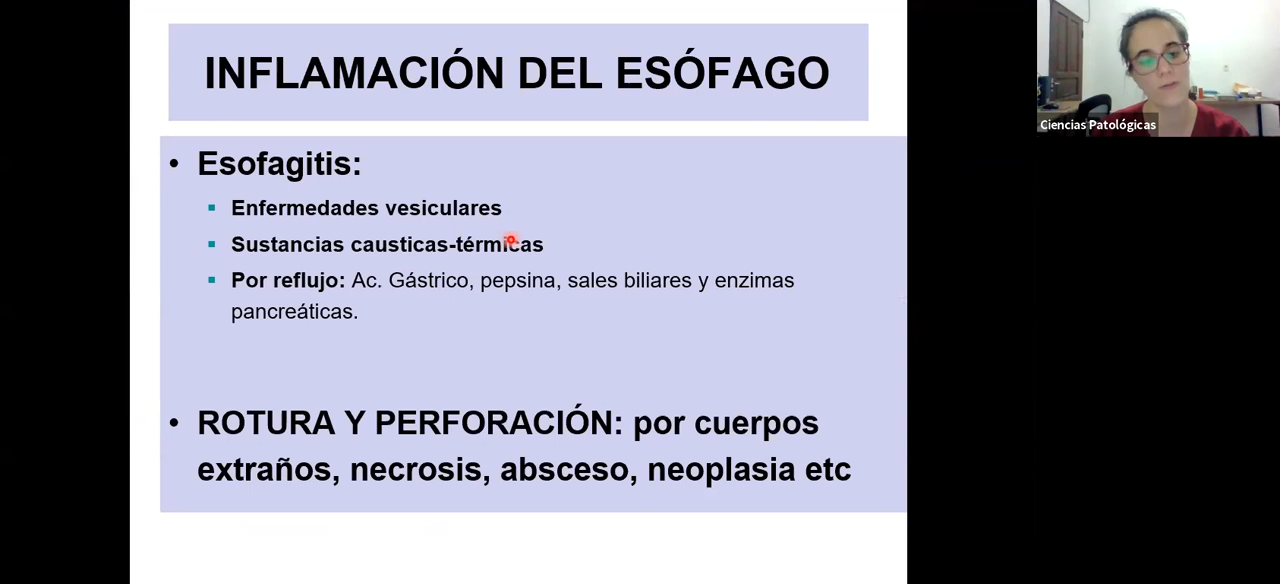 INFLAMACIÓN DEL ESÓFAGO
• Esofagitis:
▪ Enfermedades vesiculares
▪ Sustancias causticas-térmicas
▪ Por reflujo: Ac. Gástrico, pepsina, sales biliares y enzimas
pancreáticas.
• ROTURA Y PERFORACIÓN: por cuerpos
extraños, necrosis, absceso, neoplasia etc
Ciencias Patológicas